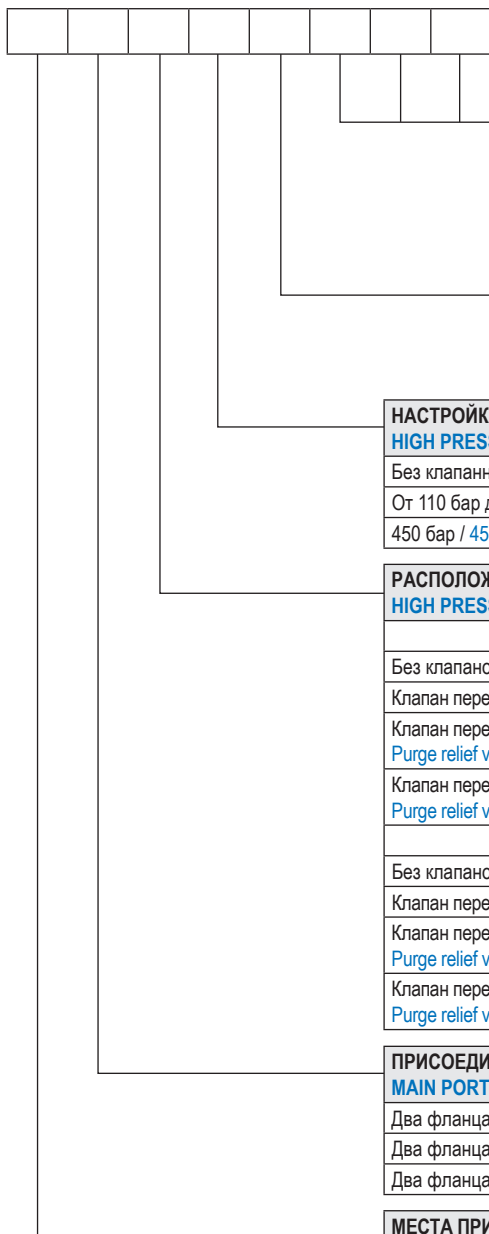 НАСТРОЙК
HIGH PRES
Без клапанн
От 110 бар
450 бар / 45
РАСПОЛОЖ
HIGH PRES
Без клапано
Клапан пере
Клапан пере
Purge relief v
Клапан пере
Purge relief v
Без клапано
Клапан пере
Клапан пере
Purge relief v
Клапан пере
Purge relief v
ПРИСОЕДИ
MAIN PORT
Два фланца
Два фланца
Два фланца
МЕСТА ПРИ